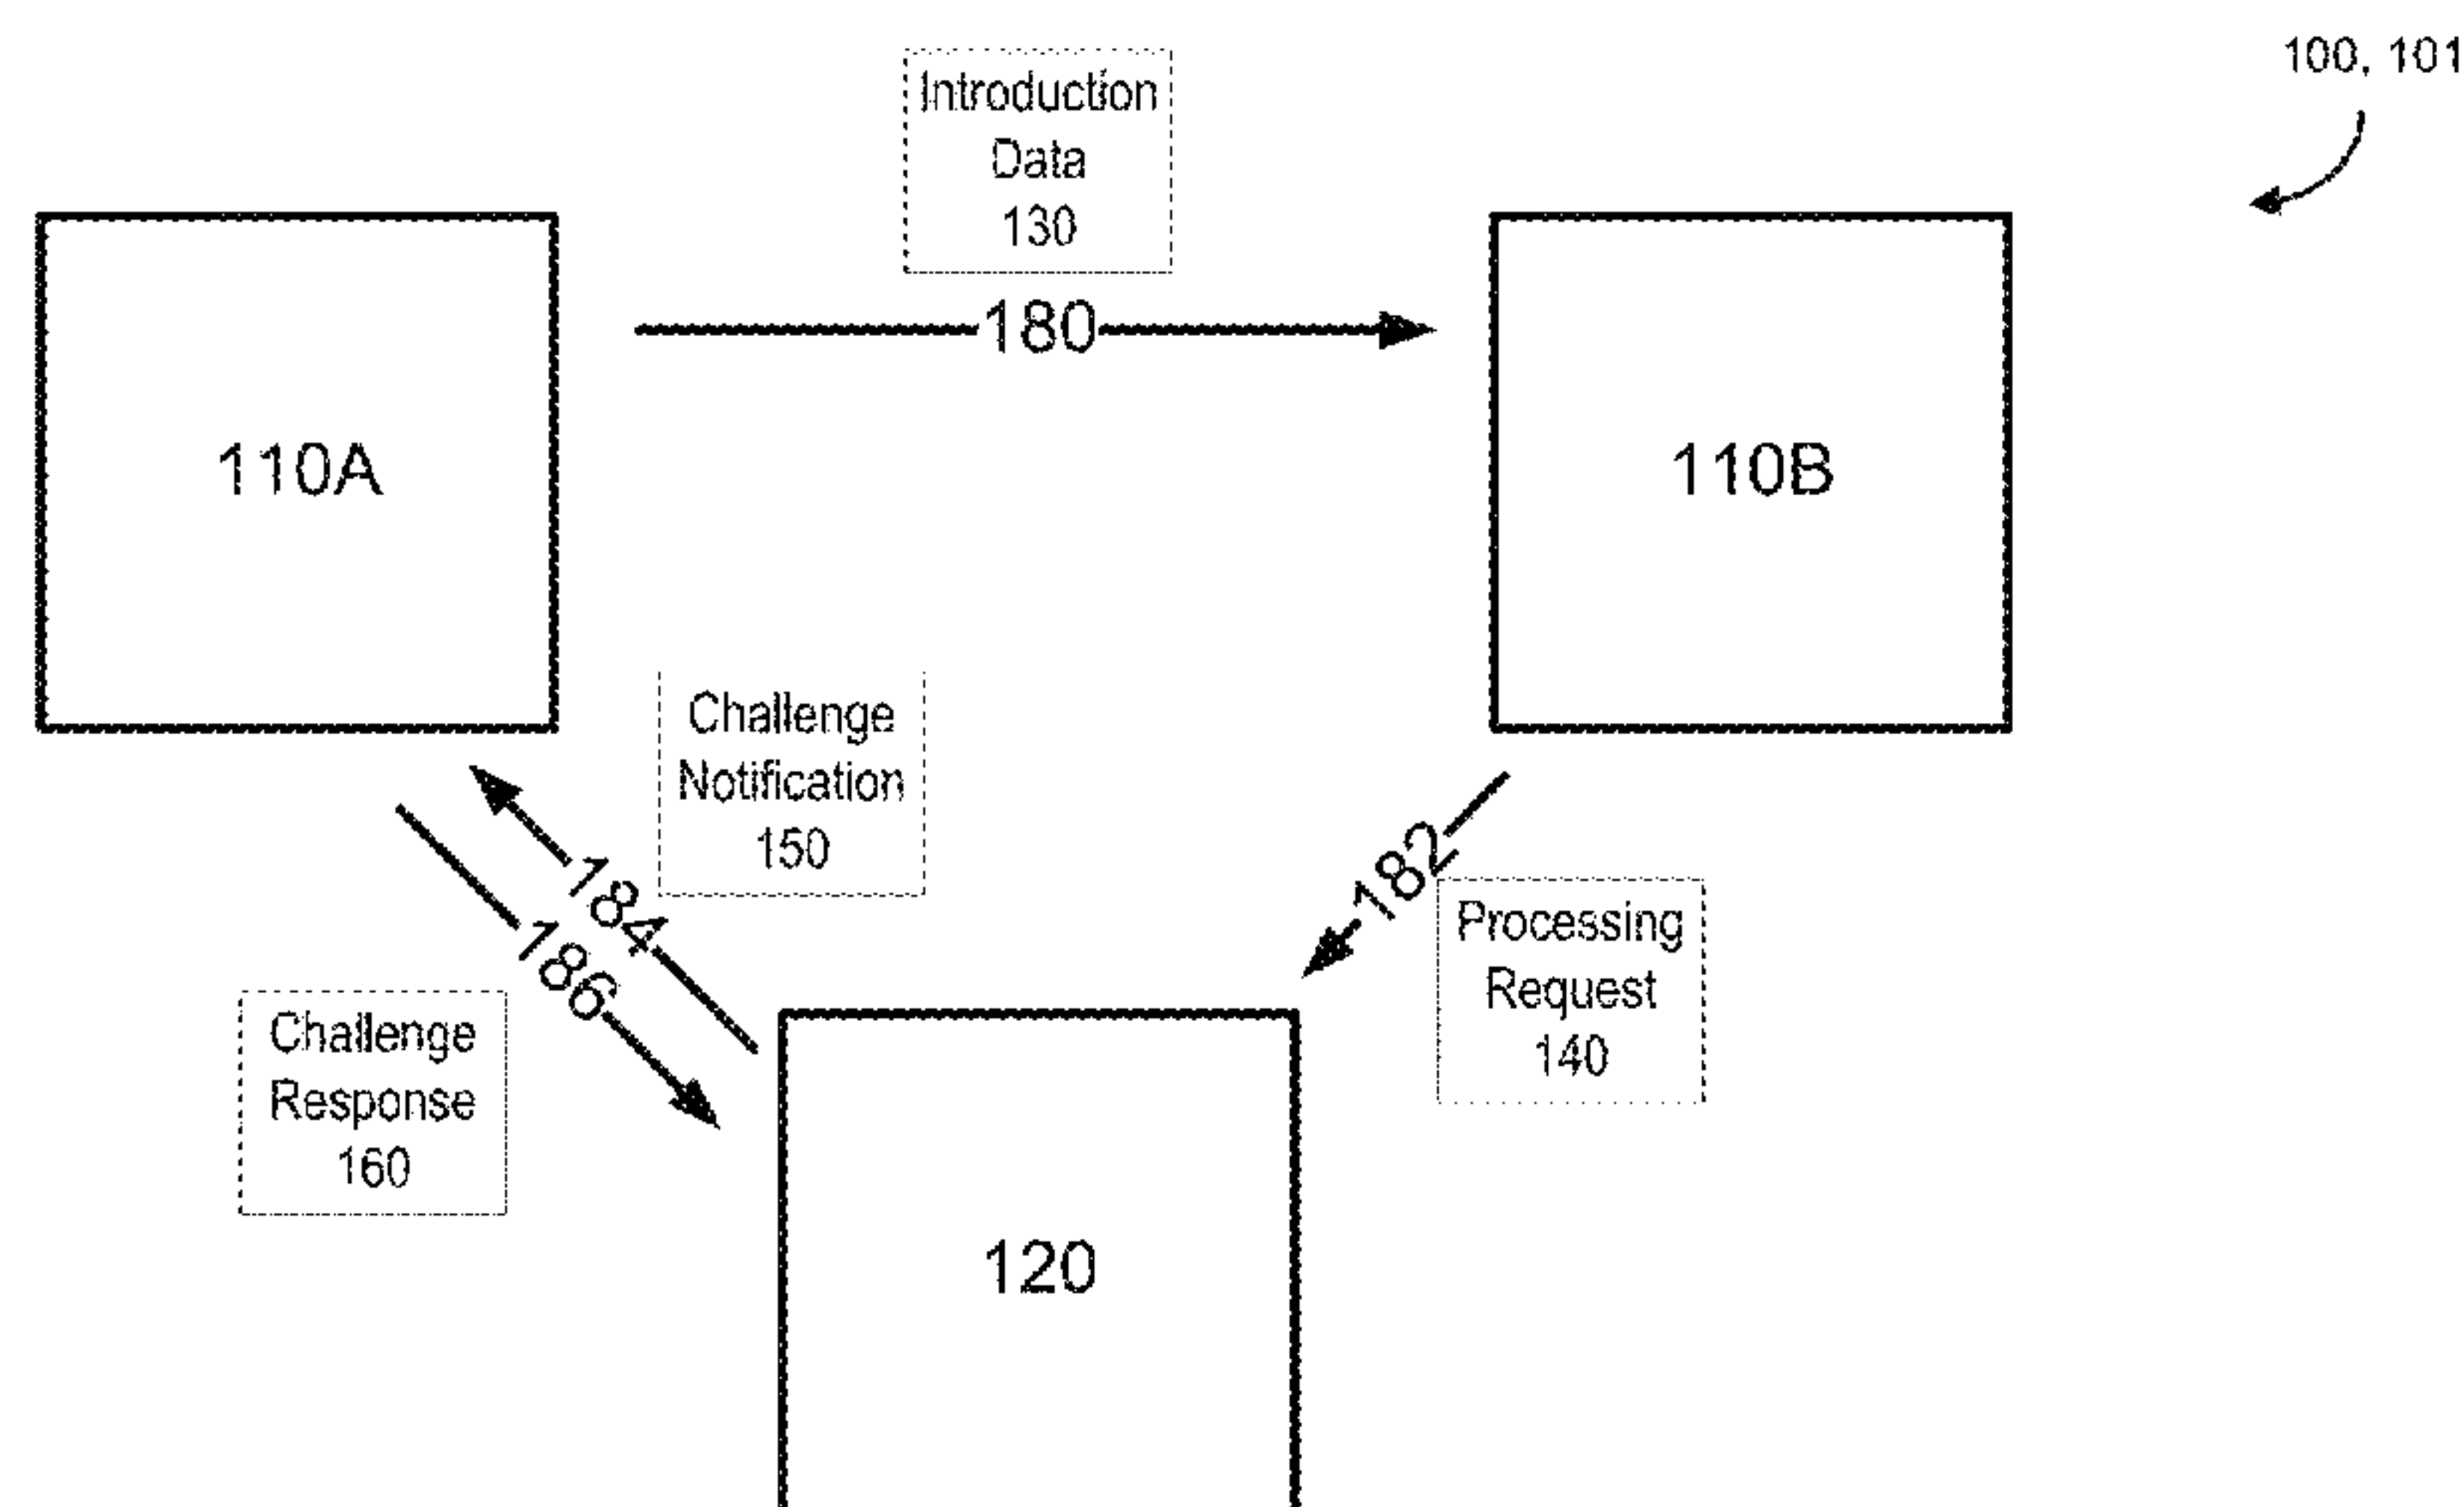 100, 101
Introduction
Data
130
180
110A
110B
Challenge
Notification
150
184
186
182
Processing
Request
140
Challenge
Response
160
120